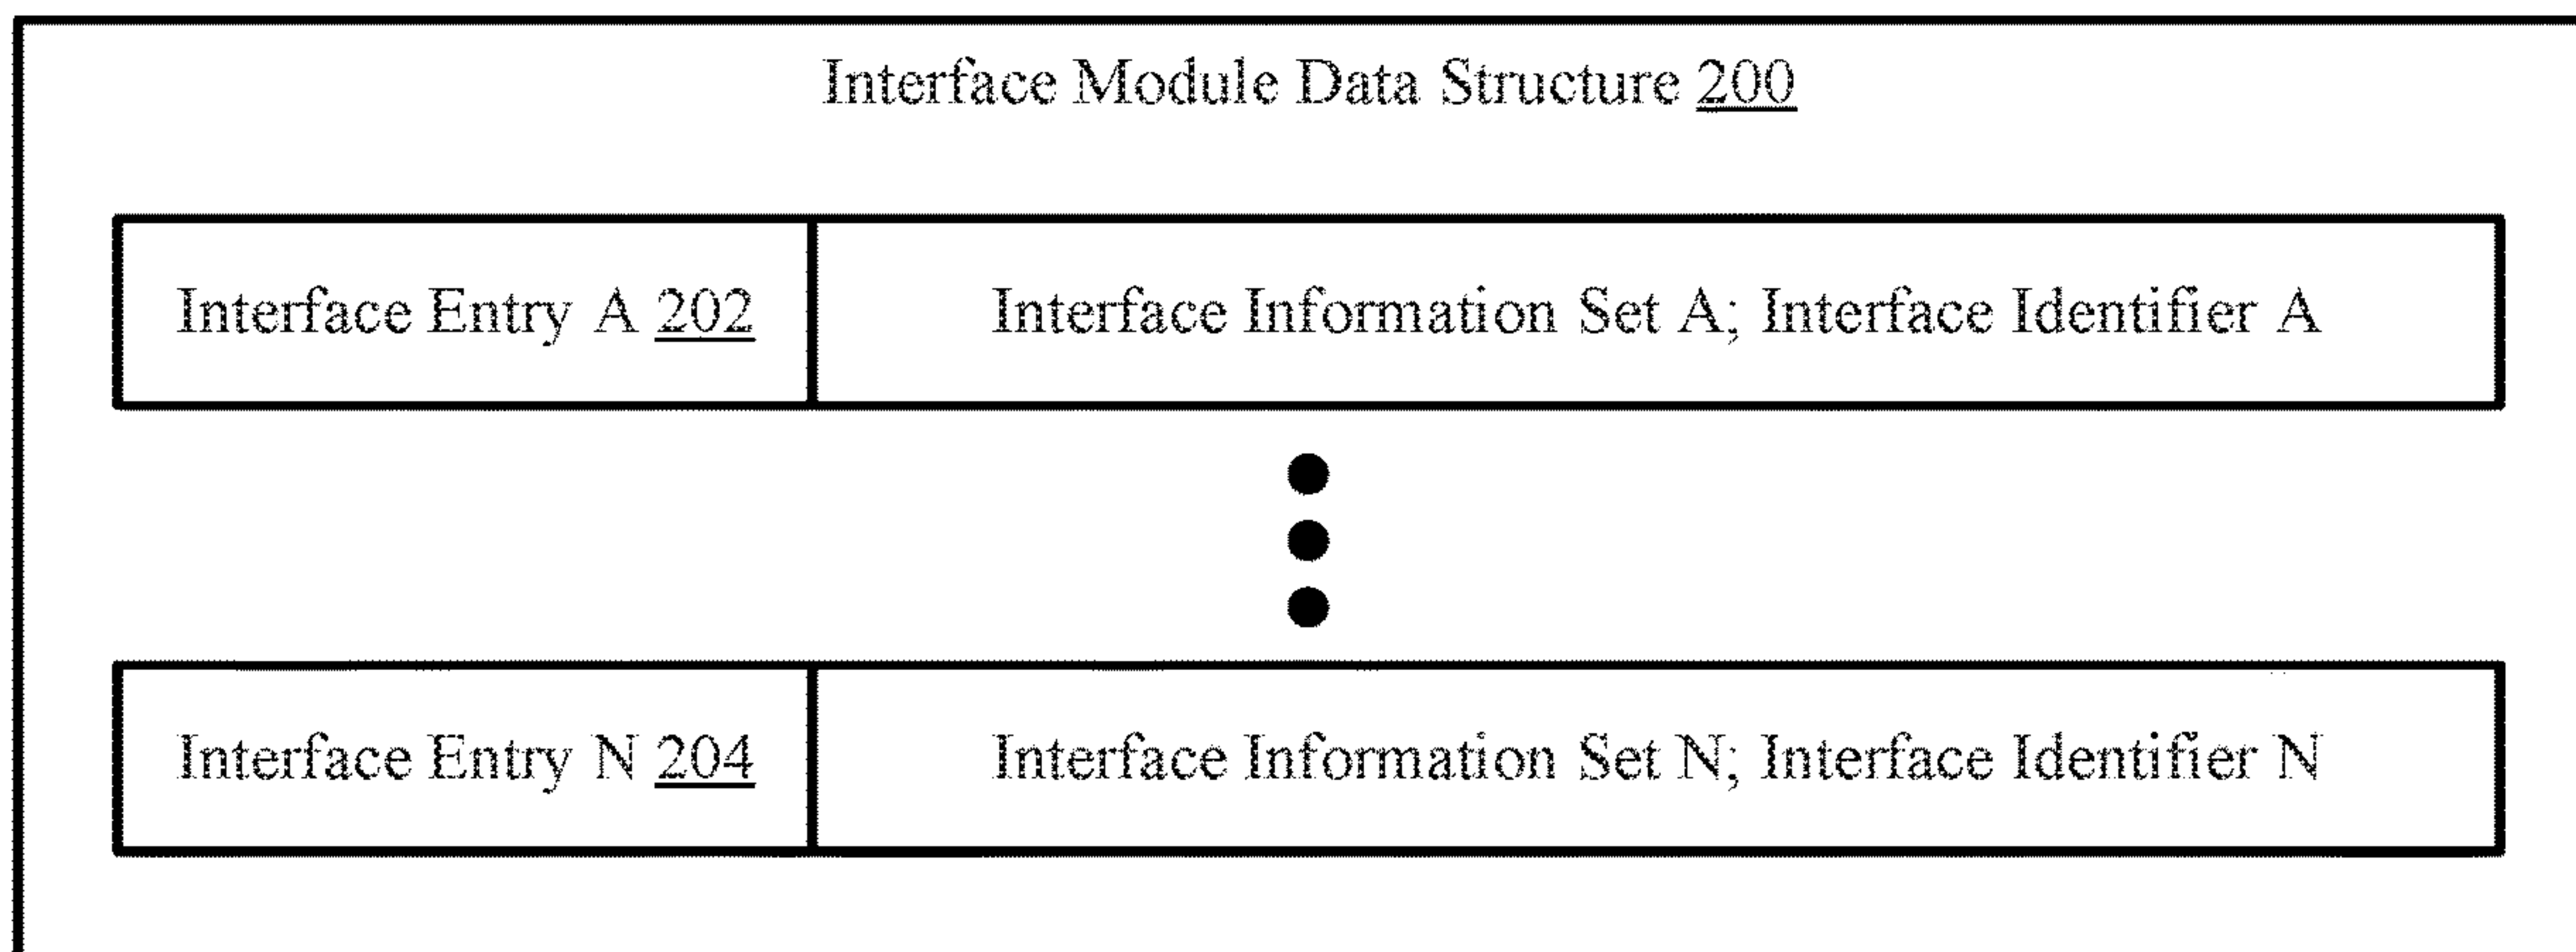 Interface Module Data Structure 200
Interface Entry A 202
Interface Information Set A; Interface Identifier A
Interface Entry N 204
Interface Information Set N; Interface Identifier N